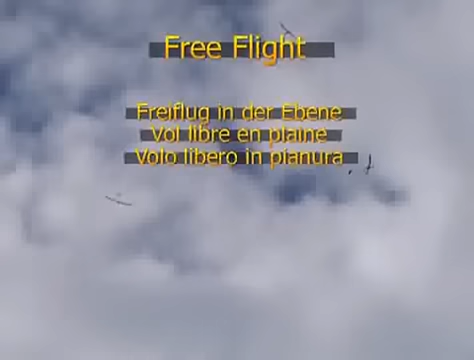 Free Flight
Freiflug in der Ebene
Vol libre en plaine
Volo libero in pianura